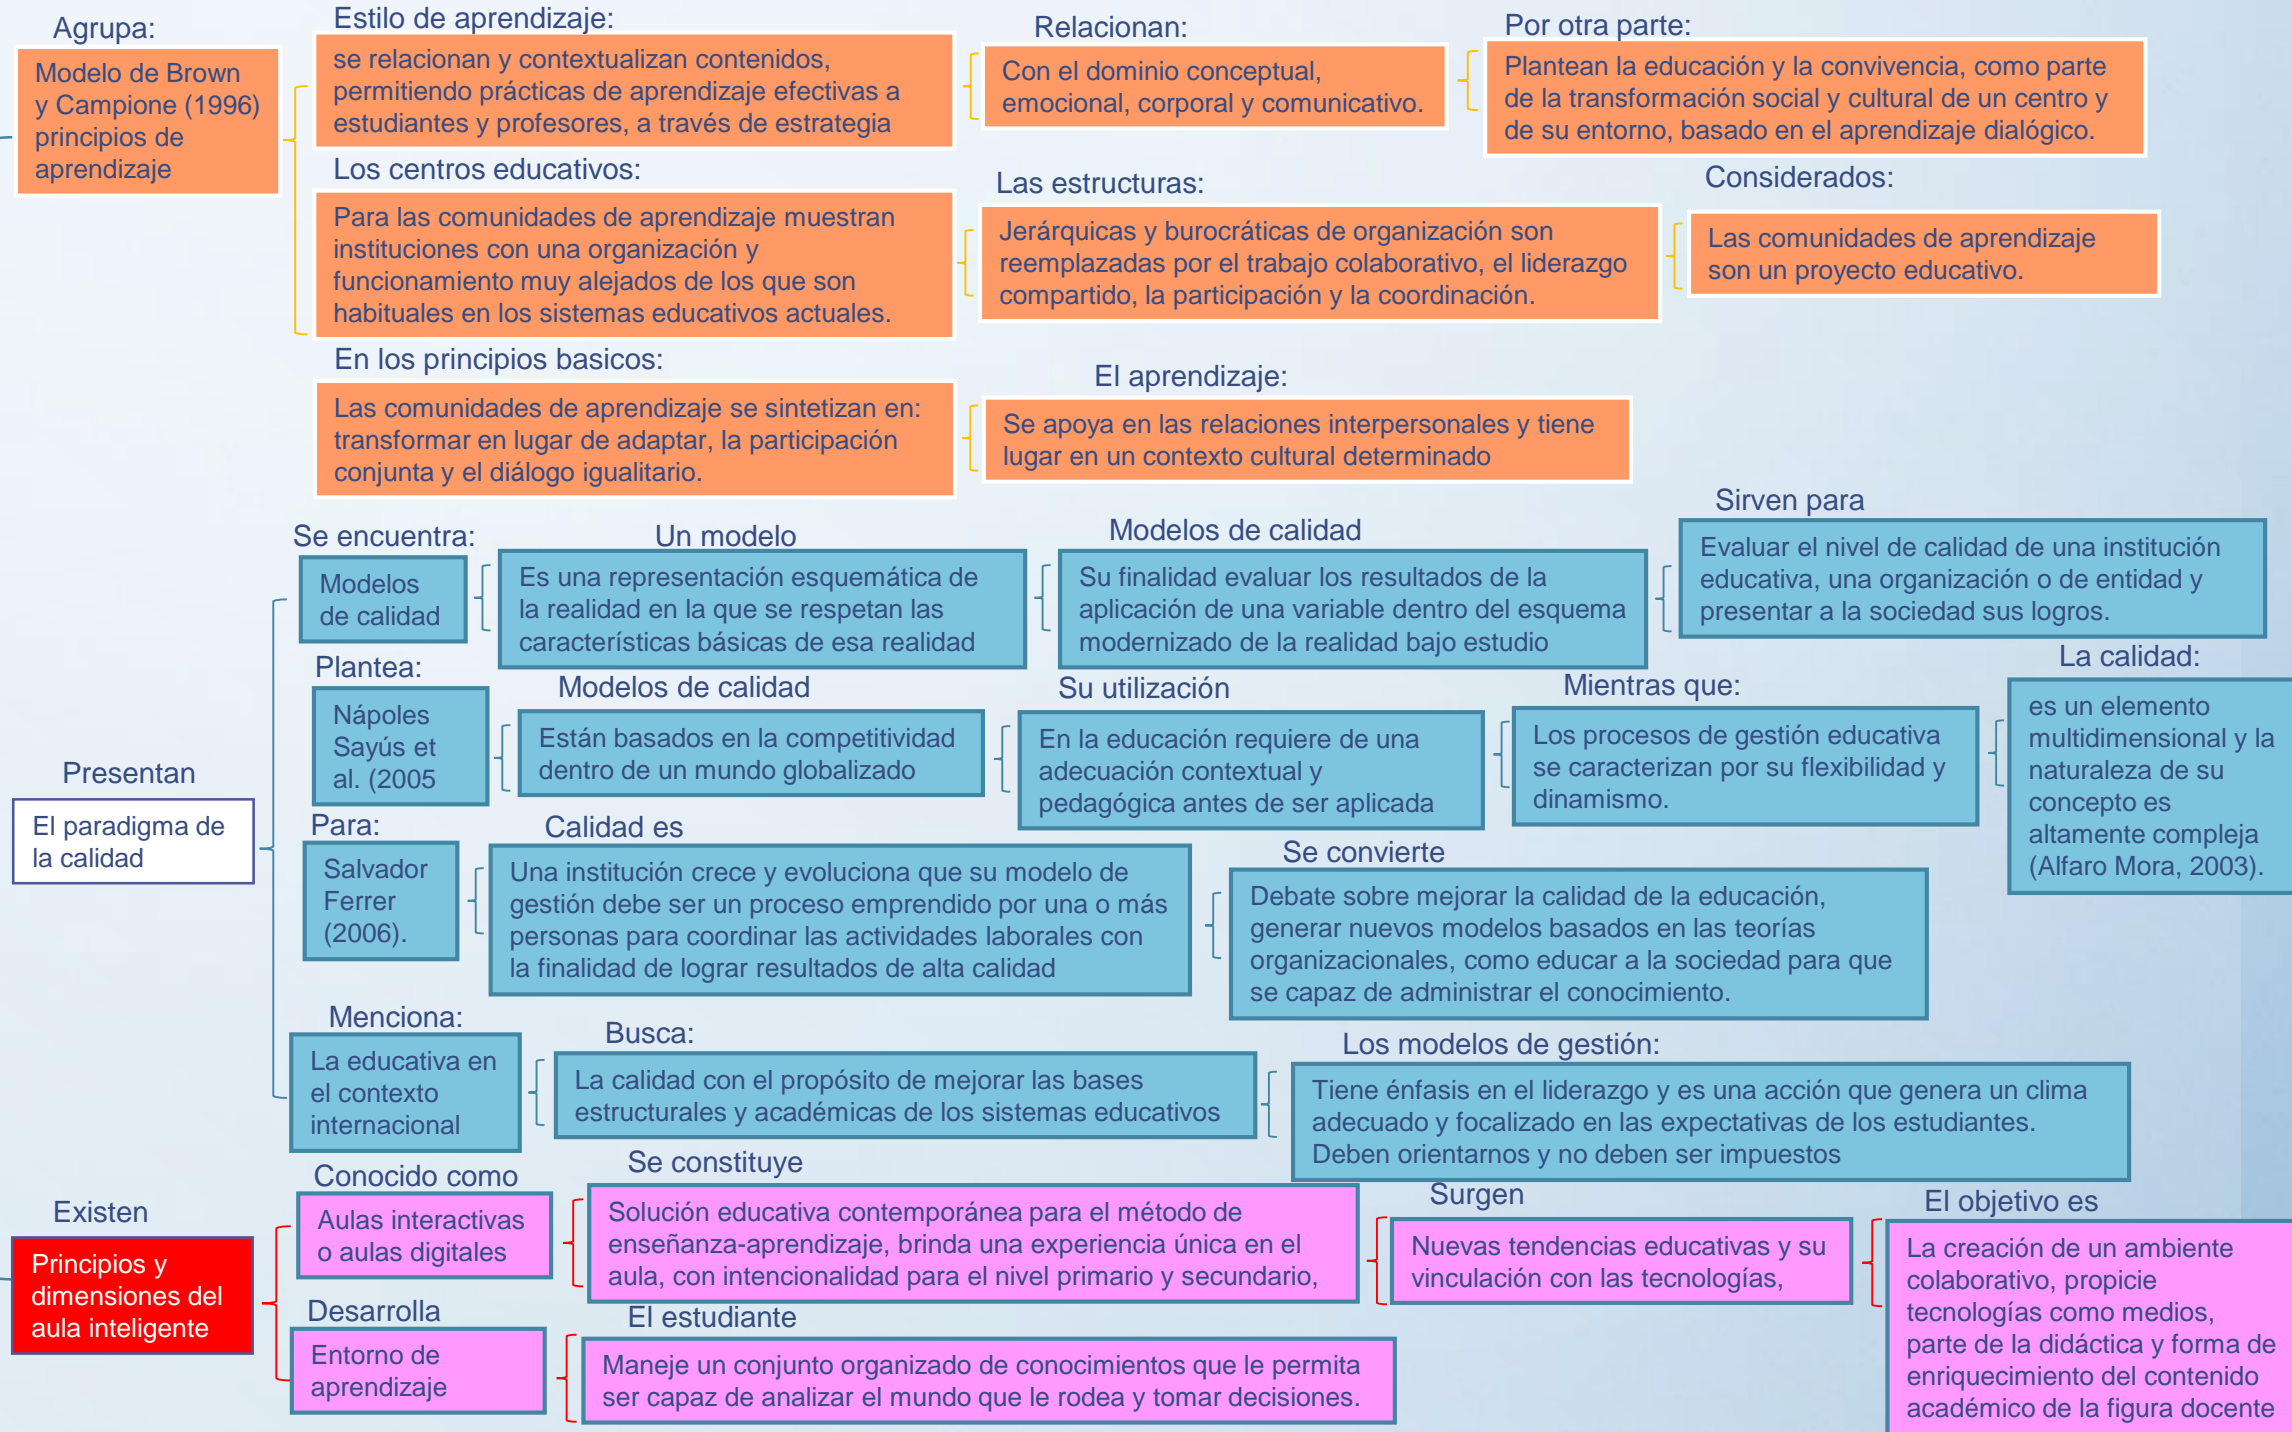 Agrupa:
Modelo de Brown
y Campione (1996)
principios de
aprendizaje
Estilo de aprendizaje:
se relacionan y contextualizan contenidos,
permitiendo prácticas de aprendizaje efectivas a
estudiantes y profesores, a través de estrategia
Relacionan:
Con el dominio conceptual,
emocional, corporal y comunicativo.
Por otra parte:
Plantean la educación y la convivencia, como parte
de la transformación social y cultural de un centro y
de su entorno, basado en el aprendizaje dialógico.
Los centros educativos:
Para las comunidades de aprendizaje muestran
instituciones con una organización y
funcionamiento muy alejados de los que son
habituales en los sistemas educativos actuales.
Las estructuras:
Jerárquicas y burocráticas de organización son
reemplazadas por el trabajo colaborativo, el liderazgo
compartido, la participación y la coordinación.
Considerados:
Las comunidades de aprendizaje
son un proyecto educativo.
En los principios basicos:
Las comunidades de aprendizaje se sintetizan en:
transformar en lugar de adaptar, la participación
conjunta y el diálogo igualitario.
El aprendizaje:
Se apoya en las relaciones interpersonales y tiene
lugar en un contexto cultural determinado
Presentan
El paradigma de
la calidad
Se encuentra:
Modelos
de calidad
Un modelo
Es una representación esquemática de
la realidad en la que se respetan las
características básicas de esa realidad
Modelos de calidad
Su finalidad evaluar los resultados de la
aplicación de una variable dentro del esquema
modernizado de la realidad bajo estudio
Sirven para
Evaluar el nivel de calidad de una institución
educativa, una organización o de entidad y
presentar a la sociedad sus logros.
Plantea:
Nápoles
Sayús et
al. (2005
Modelos de calidad
Están basados en la competitividad
dentro de un mundo globalizado
Su utilización
En la educación requiere de una
adecuación contextual y
pedagógica antes de ser aplicada
Mientras que:
Los procesos de gestión educativa
se caracterizan por su flexibilidad y
dinamismo.
La calidad:
es un elemento
multidimensional y la
naturaleza de su
concepto es
altamente compleja
(Alfaro Mora, 2003).
Para:
Salvador
Ferrer
(2006).
Calidad es
Una institución crece y evoluciona que su modelo de
gestión debe ser un proceso emprendido por una o más
personas para coordinar las actividades laborales con
la finalidad de lograr resultados de alta calidad
Se convierte
Debate sobre mejorar la calidad de la educación,
generar nuevos modelos basados en las teorías
organizacionales, como educar a la sociedad para que
se capaz de administrar el conocimiento.
Menciona:
La educativa en
el contexto
internacional
Busca:
La calidad con el propósito de mejorar las bases
estructurales y académicas de los sistemas educativos
Los modelos de gestión:
Tiene énfasis en el liderazgo y es una acción que genera un clima
adecuado y focalizado en las expectativas de los estudiantes.
Deben orientarnos y no deben ser impuestos
Existen
Principios y
dimensiones del
aula inteligente
Conocido como
Aulas interactivas
o aulas digitales
Se constituye
Solución educativa contemporánea para el método de
enseñanza-aprendizaje, brinda una experiencia única en el
aula, con intencionalidad para el nivel primario y secundario,
Surgen
Nuevas tendencias educativas y su
vinculación con las tecnologías,
El objetivo es
La creación de un ambiente
colaborativo, propicie
tecnologías como medios,
parte de la didáctica y forma de
enriquecimiento del contenido
académico de la figura docente
Desarrolla
Entorno de
aprendizaje
El estudiante
Maneje un conjunto organizado de conocimientos que le permita
ser capaz de analizar el mundo que le rodea y tomar decisiones.